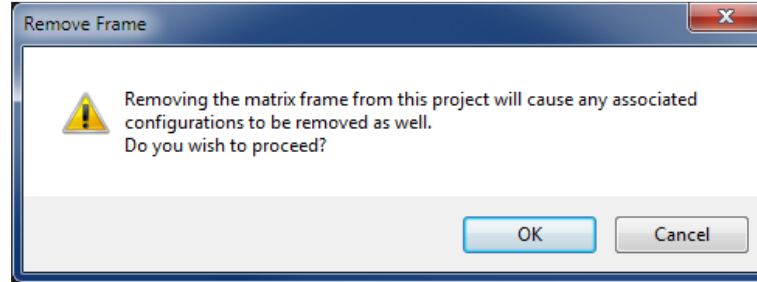 Remove Frame
Removing the matrix frame from this project will cause any associated
configurations to be removed as well.
Do you wish to proceed?
OK
Cancel